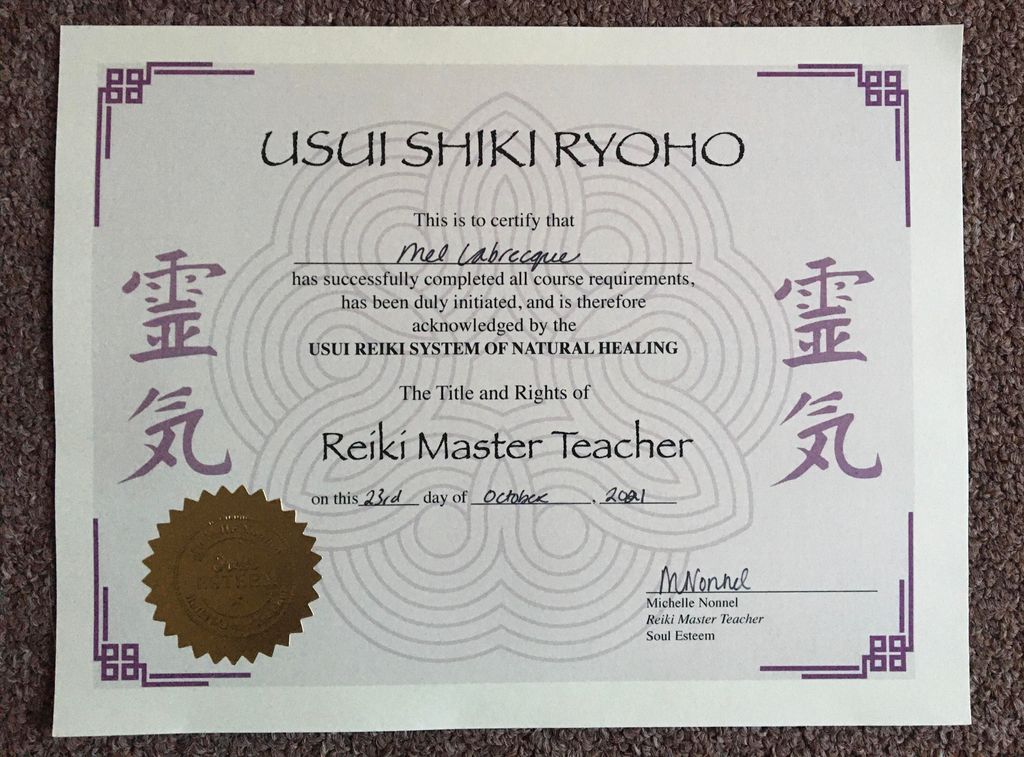 USUI SHIKI RYOHO
This is to certify that
Mel Labrecque
has successfully completed all course requirements,
has been duly initiated, and is therefore
acknowledged by the
USUI REIKI SYSTEM OF NATURAL HEALING
The Title and Rights of
Reiki Master Teacher
on this 23rd day of October, 2021
霊気
霊気
MNonnel
Michelle Nonnel
Reiki Master Teacher
Soul Esteem